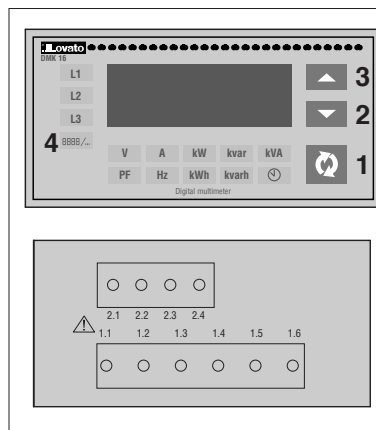 Lovato
DMK 16
L1
L2
L3
4
3
2
1
V A kW kvar kVA
PF Hz kWh kvarh
Digital multimeter
2.1 2.2 2.3 2.4
1.1 1.2 1.3 1.4 1.5 1.6